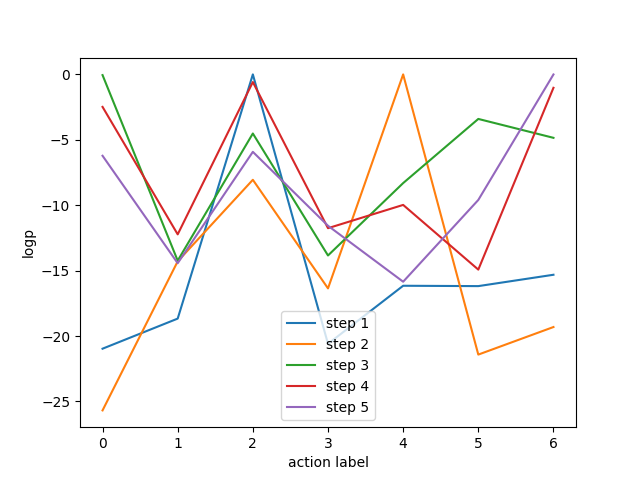 0
−5
−10
−15
−20
−25
logp
step 1
step 2
step 3
step 4
step 5
0 1 2 3 4 5 6
action label